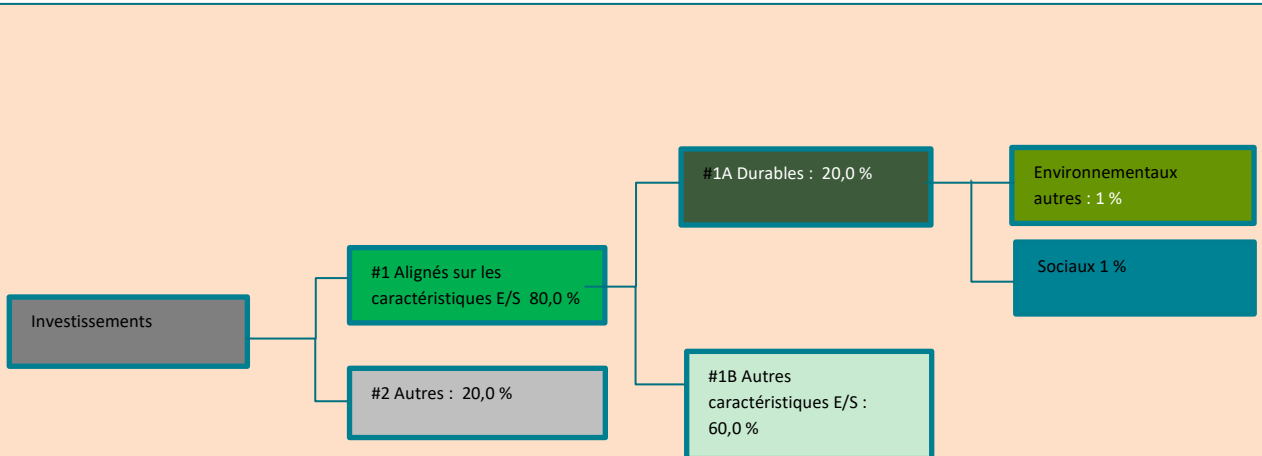 Investissements
#1 Alignés sur les
caractéristiques E/S 80,0 %
#2 Autres : 20,0 %
#1A Durables : 20,0 %
#1B Autres
caractéristiques E/S :
60,0 %
Environnementaux
autres : 1 %
Sociaux 1 %